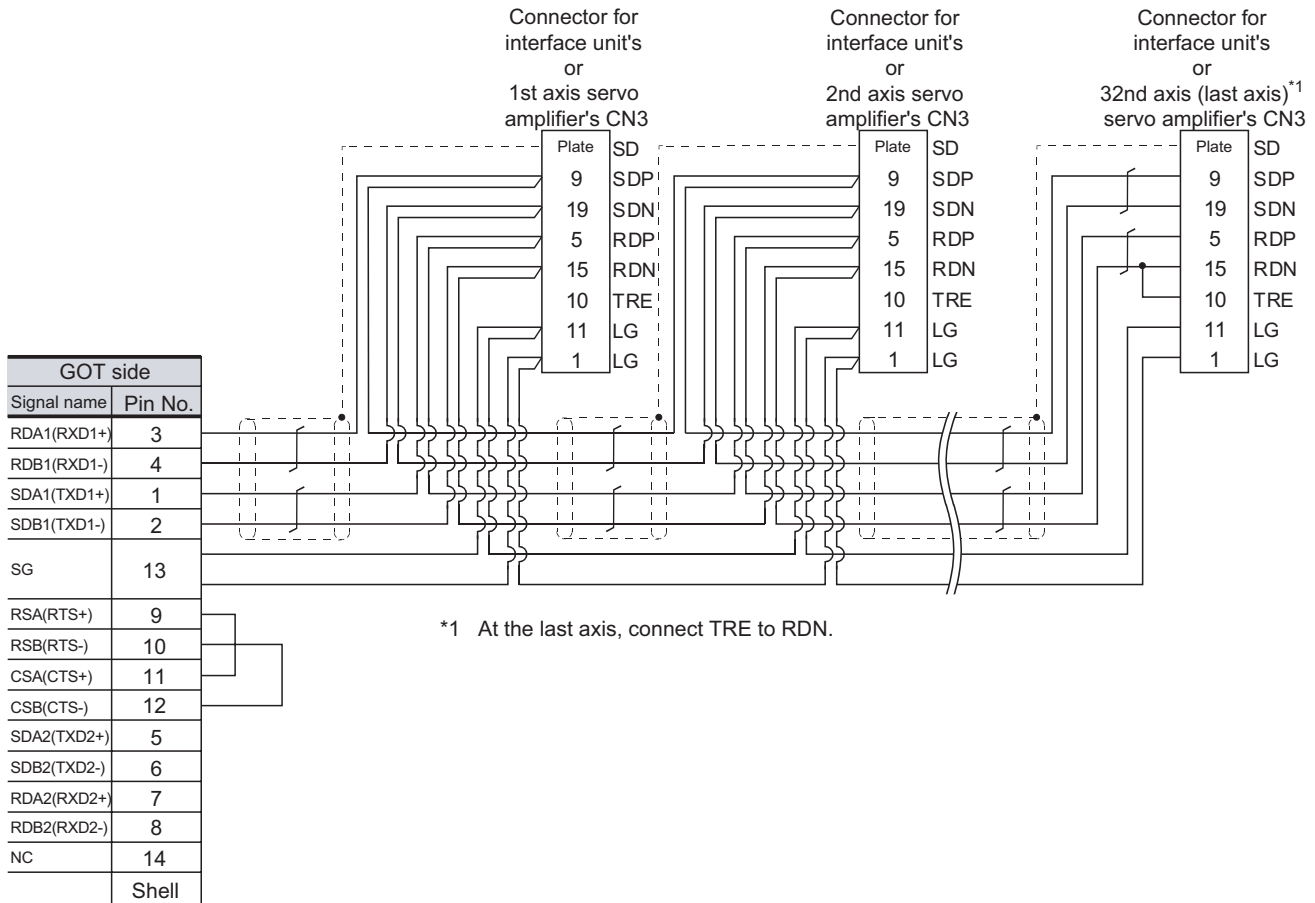 Connector for
interface unit's
or
1st axis servo
amplifier's CN3
Plate SD
9 SDP
19 SDN
5 RDP
15 RDN
10 TRE
11 LG
1 LG
Connector for
interface unit's
or
2nd axis servo
amplifier's CN3
Plate SD
9 SDP
19 SDN
5 RDP
15 RDN
10 TRE
11 LG
1 LG
Connector for
interface unit's
or
32nd axis (last axis)*1
servo amplifier's CN3
Plate SD
9 SDP
19 SDN
5 RDP
15 RDN
10 TRE
11 LG
1 LG
GOT side
Signal name Pin No.
RDA1(RXD1+) 3
RDB1(RXD1-) 4
SDA1(TXD1+) 1
SDB1(TXD1-) 2
SG 13
RSA(RTS+) 9
RSB(RTS-) 10
CSA(CTS+) 11
CSB(CTS-) 12
SDA2(TXD2+) 5
SDB2(TXD2-) 6
RDA2(RXD2+) 7
RDB2(RXD2-) 8
NC 14
Shell
*1 At the last axis, connect TRE to RDN.